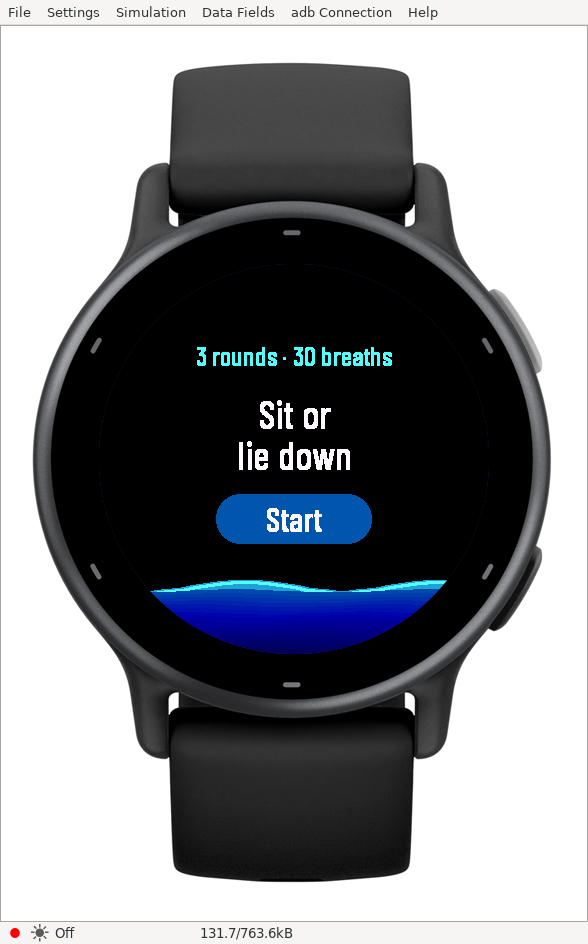 File Settings Simulation Data Fields adb Connection Help
3 rounds · 30 breaths
Sit or
lie down
Start
Off 131.7/763.6kB